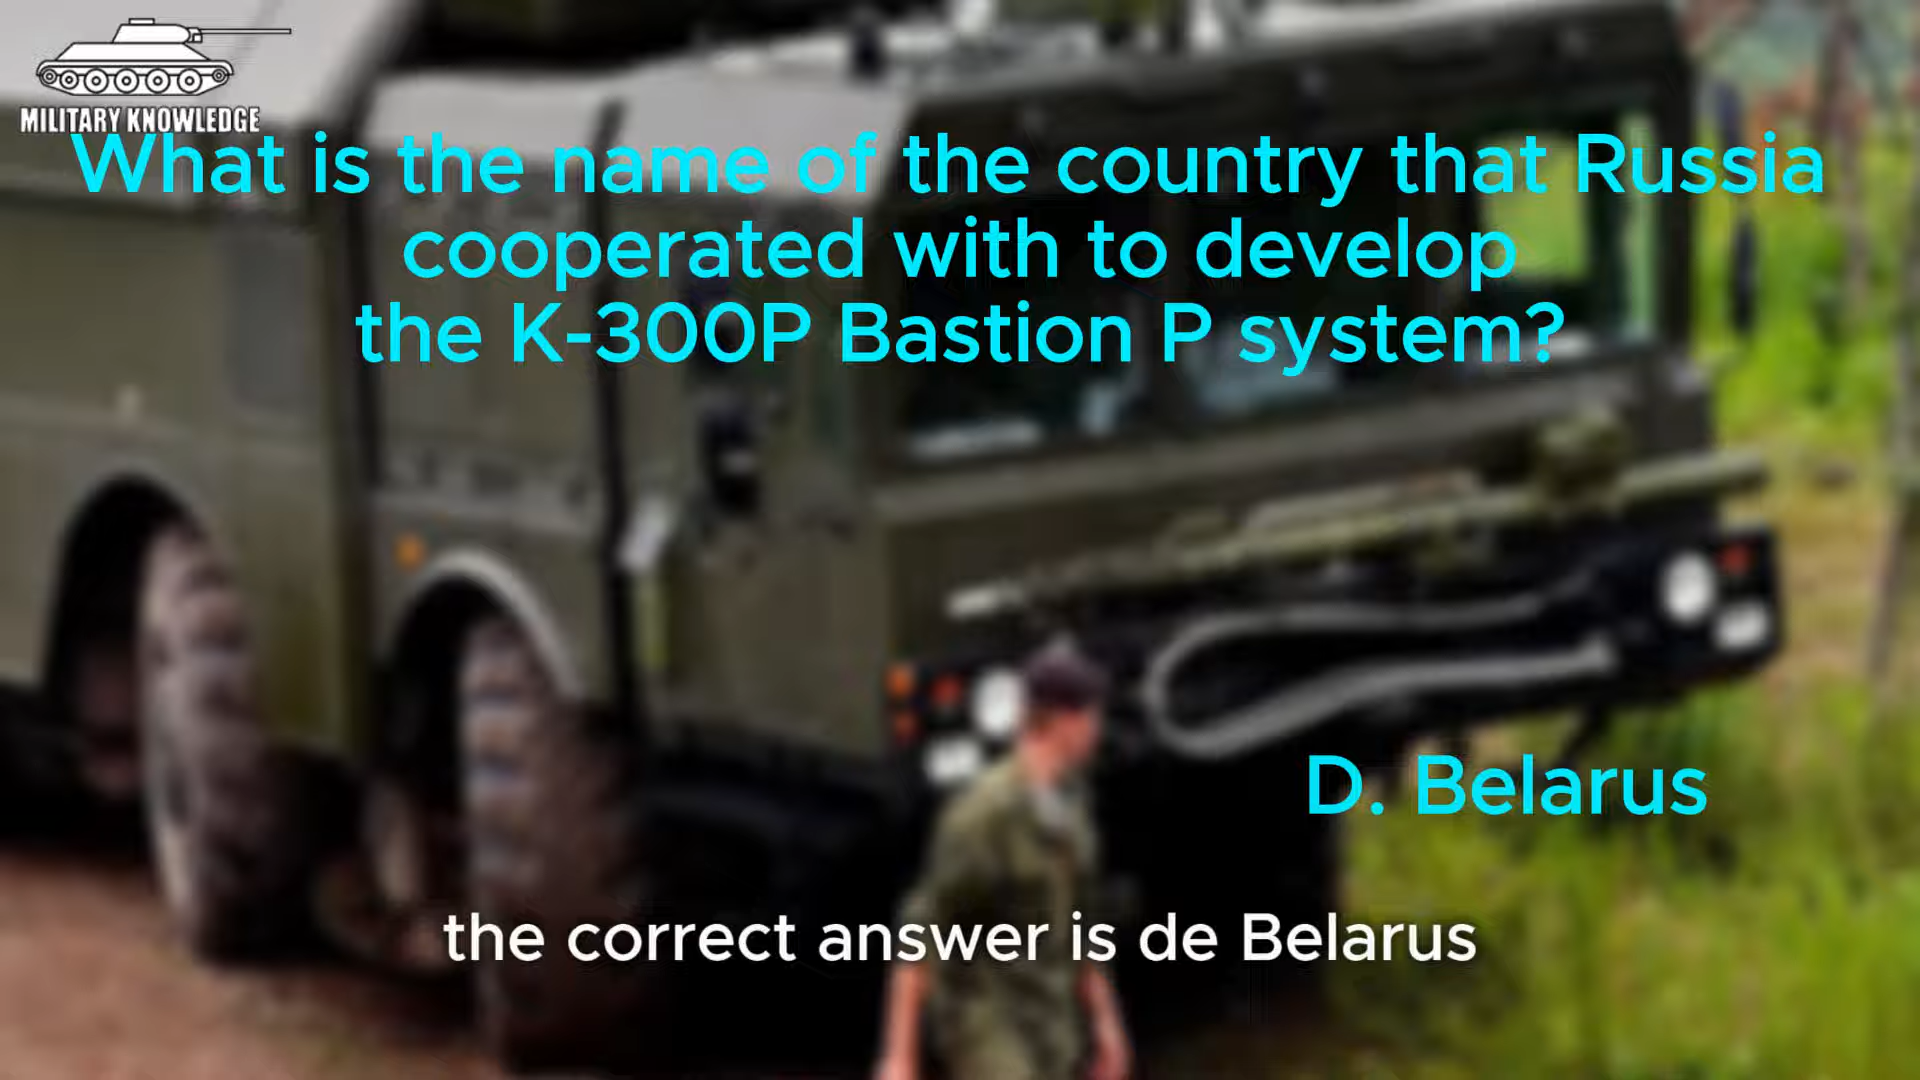 MILITARY KNOWLEDGE
What is the name of the country that Russia
cooperated with to develop
the K-300P Bastion P system?
D. Belarus
the correct answer is de Belarus